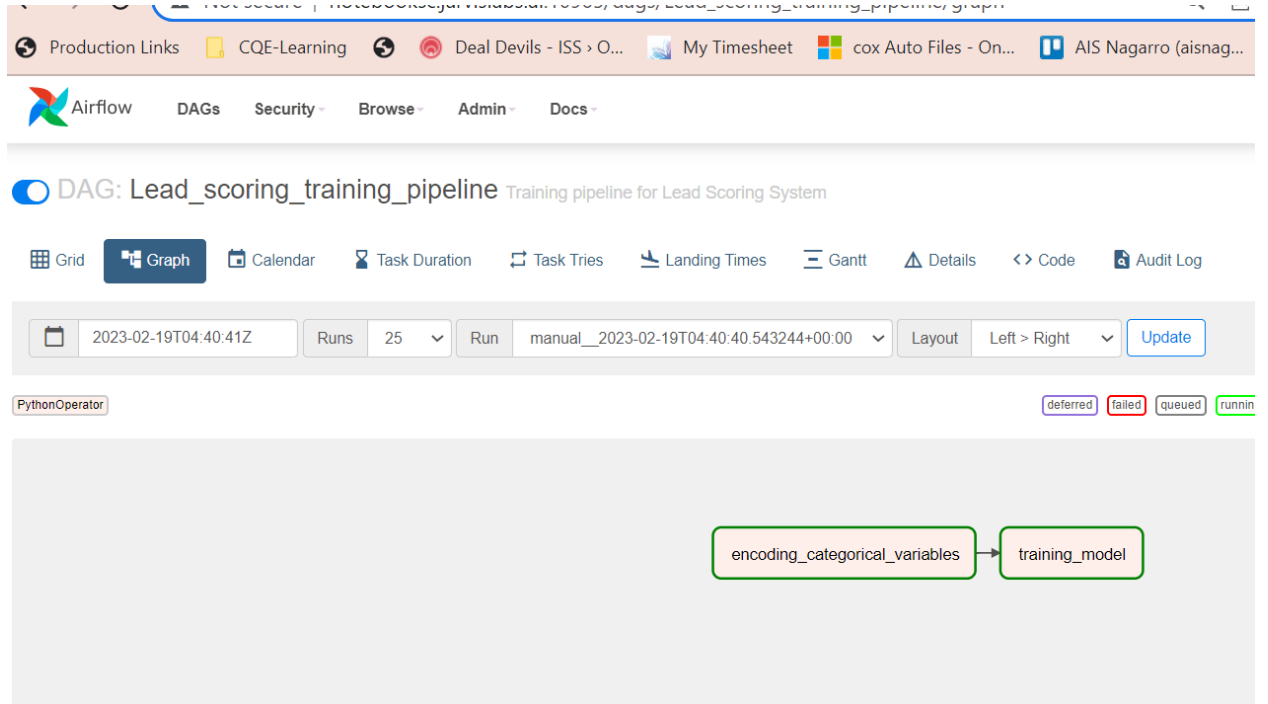 Production Links CQE-Learning Deal Devils - ISS › O... My Timesheet cox Auto Files - On... AIS Nagarro (aisnag...
Airflow DAGs Security Browse Admin Docs
DAG: Lead_scoring_training_pipeline Training pipeline for Lead Scoring System
Grid Graph Calendar Task Duration Task Tries Landing Times Gantt Details <> Code Audit Log
2023-02-19T04:40:41Z Runs 25 Run manual__2023-02-19T04:40:40.543244+00:00 Layout Left > Right Update
PythonOperator deferred failed queued runnin
encoding_categorical_variables training_model